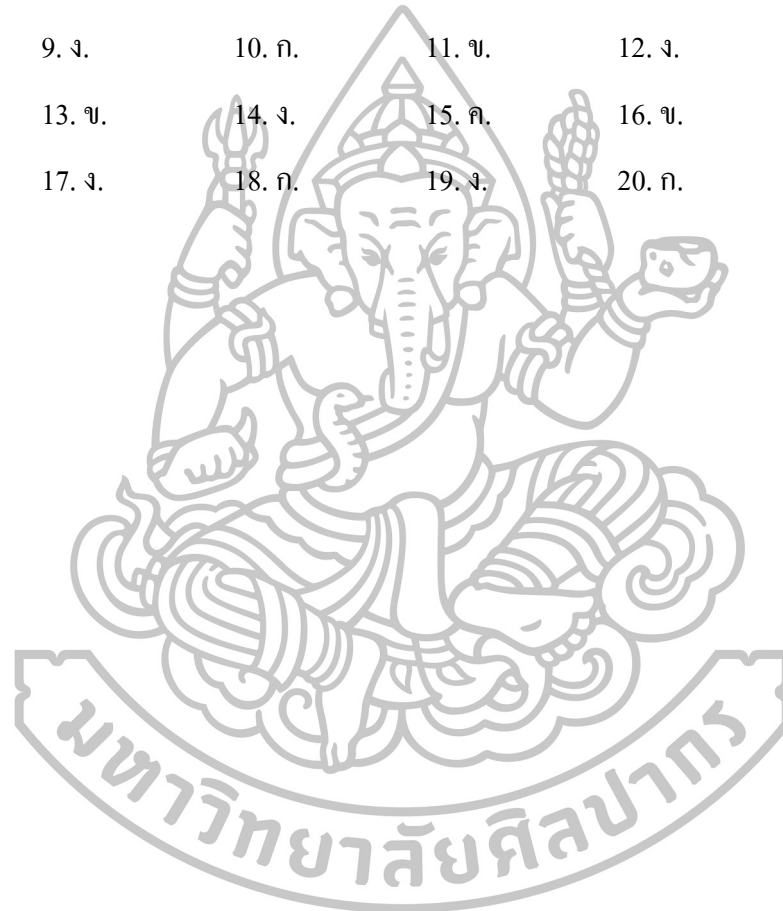 9. ง. 10. ก. 11. ข. 12. ง.
13. ข. 14. ง. 15. ค. 16. ข.
17. ง. 18. ก. 19. ง. 20. ก.
มหาวิทยาลัยศิลปากร